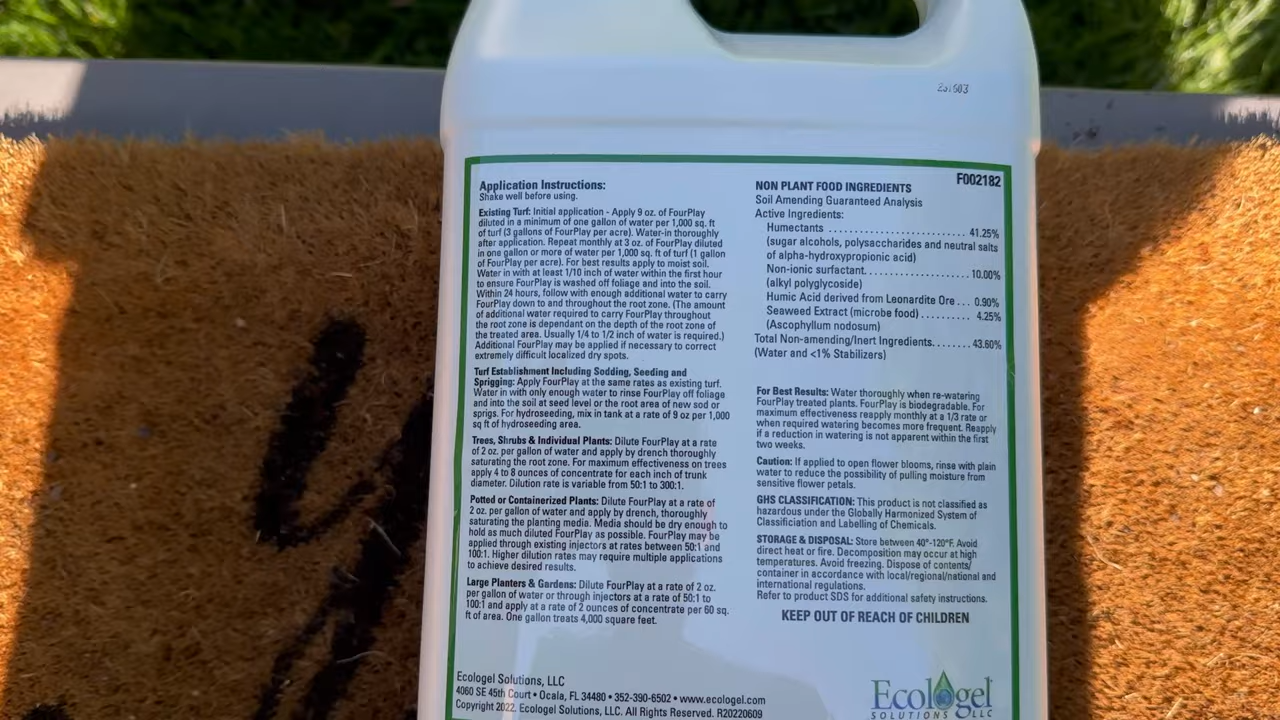 Application Instructions:
Shake well before using.
Existing Turf: Initial application - Apply 9 oz. of FourPlay
diluted in a minimum of one gallon of water per 1,000 sq. ft
of turf (3 gallons of FourPlay per acre). Water-in thoroughly
after application. Repeat monthly at 3 oz. of FourPlay diluted
in one gallon or more of water per 1,000 sq. ft of turf (1 gallon
of FourPlay per acre). For best results apply to moist soil.
Water in with at least 1/10 inch of water within the first hour
to ensure FourPlay is washed off foliage and into the soil.
Within 24 hours, follow with enough additional water to carry
FourPlay down to and throughout the root zone. (The amount
of additional water required to carry FourPlay throughout
the root zone is dependant on the depth of the root zone of
the treated area. Usually 1/4 to 1/2 inch of water is required.)
Additional FourPlay may be applied if necessary to correct
extremely difficult localized dry spots.
Turf Establishment Including Sodding, Seeding and
Sprigging: Apply FourPlay at the same rates as existing turf.
Water in with only enough water to rinse FourPlay off foliage
and into the soil at seed level or the root area of new sod or
sprigs. For hydroseeding, mix in tank at a rate of 9 oz per 1,000
sq ft of hydroseeding area.
Trees, Shrubs & Individual Plants: Dilute FourPlay at a rate
of 2 oz. per gallon of water and apply by drench thoroughly
saturating the root zone. For maximum effectiveness on trees
apply 4 to 8 ounces of concentrate for each inch of trunk
diameter. Dilution rate is variable from 50:1 to 300:1.
Potted or Containerized Plants: Dilute FourPlay at a rate of
2 oz. per gallon of water and apply by drench, thoroughly
saturating the planting media. Media should be dry enough to
hold as much diluted FourPlay as possible. FourPlay may be
applied through existing injectors at rates between 50:1 and
100:1. Higher dilution rates may require multiple applications
to achieve desired results.
Large Planters & Gardens: Dilute FourPlay at a rate of 2 oz.
per gallon of water or through injectors at a rate of 50:1 to
100:1 and apply at a rate of 2 ounces of concentrate per 60 sq.
ft of area. One gallon treats 4,000 square feet.
F002182
NON PLANT FOOD INGREDIENTS
Soil Amending Guaranteed Analysis
Active Ingredients:
Humectants . . . . . . . . . . . . . . . . . . . . . . . . . . 41.25%
(sugar alcohols, polysaccharides and neutral salts
of alpha-hydroxypropionic acid)
Non-ionic surfactant. . . . . . . . . . . . . . . . . . . . 10.00%
(alkyl polyglycoside)
Humic Acid derived from Leonardite Ore . . . 0.90%
Seaweed Extract (microbe food) . . . . . . . . . . 4.25%
(Ascophyllum nodosum)
Total Non-amending/Inert Ingredients. . . . . . . . 43.60%
(Water and <1% Stabilizers)
For Best Results: Water thoroughly when re-watering
FourPlay treated plants. FourPlay is biodegradable. For
maximum effectiveness reapply monthly at a 1/3 rate or
when required watering becomes more frequent. Reapply
if a reduction in watering is not apparent within the first
two weeks.
Caution: If applied to open flower blooms, rinse with plain
water to reduce the possibility of pulling moisture from
sensitive flower petals.
GHS CLASSIFICATION: This product is not classified as
hazardous under the Globally Harmonized System of
Classificiation and Labelling of Chemicals.
STORAGE & DISPOSAL: Store between 40°-120°F. Avoid
direct heat or fire. Decomposition may occur at high
temperatures. Avoid freezing. Dispose of contents/
container in accordance with local/regional/national and
international regulations.
Refer to product SDS for additional safety instructions.
KEEP OUT OF REACH OF CHILDREN
Ecologel Solutions, LLC
4060 SE 45th Court • Ocala, FL 34480 • 352-390-6502 • www.ecologel.com
Copyright 2022. Ecologel Solutions, LLC. All Rights Reserved. R20220609
Ecologel
SOLUTIONS LLC